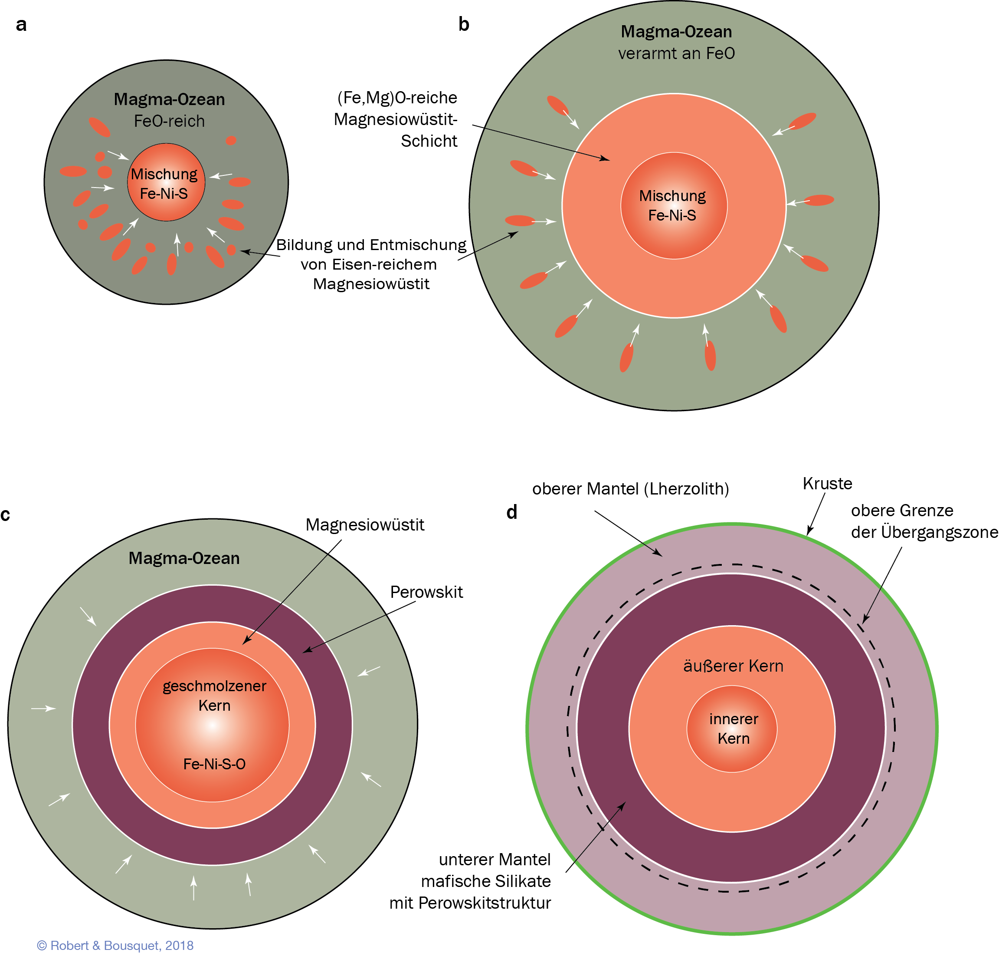 a
Magma-Ozean
FeO-reich
Mischung
Fe-Ni-S
b
Magma-Ozean
verarmt an FeO
(Fe,Mg)O-reiche
Magnesiowüstit-
Schicht
Mischung
Fe-Ni-S
Bildung und Entmischung
von Eisen-reichem
Magnesiowüstit
c
Magma-Ozean
Magnesiowüstit
Perowskit
geschmolzener
Kern
Fe-Ni-S-O
d
oberer Mantel (Lherzolith)
Kruste
obere Grenze
der Übergangszone
äußerer Kern
innerer
Kern
unterer Mantel
mafische Silikate
mit Perowskitstruktur
© Robert & Bousquet, 2018